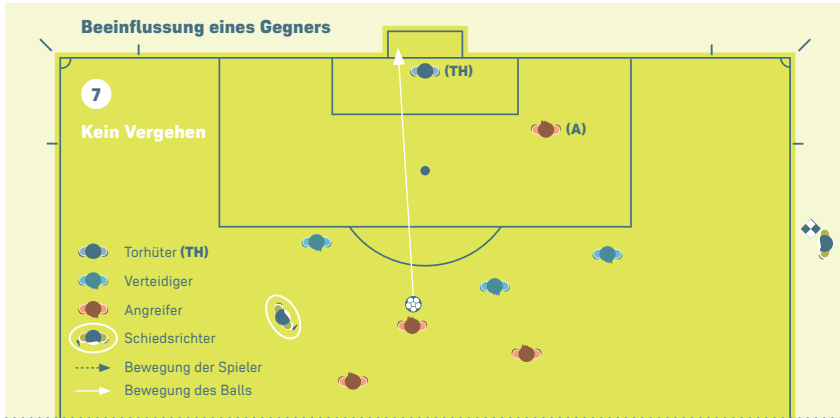 Beeinflussung eines Gegners
(TH)
7
(A)
Kein Vergehen
Torhüter (TH)
Verteidiger
Angreifer
Schiedsrichter
Bewegung der Spieler
Bewegung des Balls